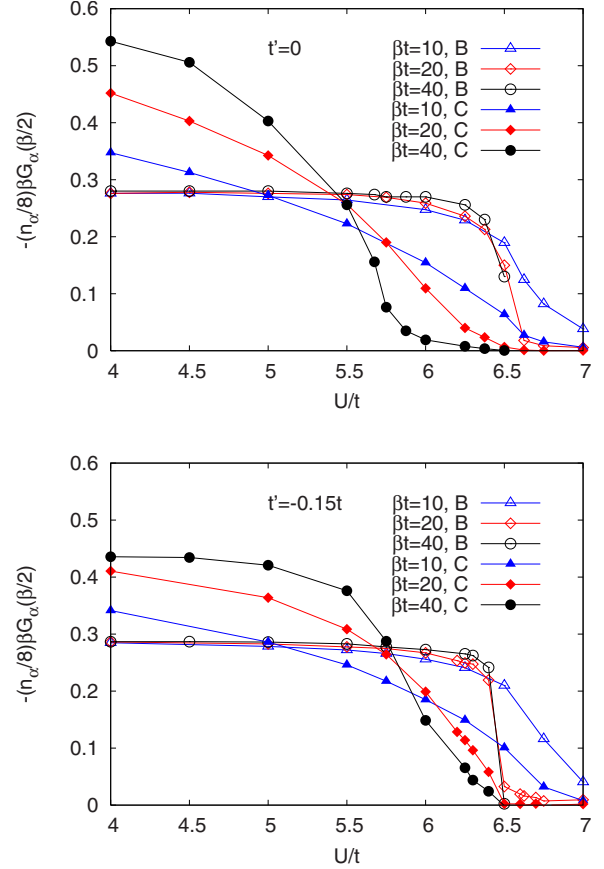 0.6
0.5
0.4
0.3
0.2
0.1
0
-(nα/8)βGα(β/2)
t'=0
βt=10, B
βt=20, B
βt=40, B
βt=10, C
βt=20, C
βt=40, C
4 4.5 5 5.5 6 6.5 7
U/t
0.6
0.5
0.4
0.3
0.2
0.1
0
-(nα/8)βGα(β/2)
t'=-0.15t
βt=10, B
βt=20, B
βt=40, B
βt=10, C
βt=20, C
βt=40, C
4 4.5 5 5.5 6 6.5 7
U/t